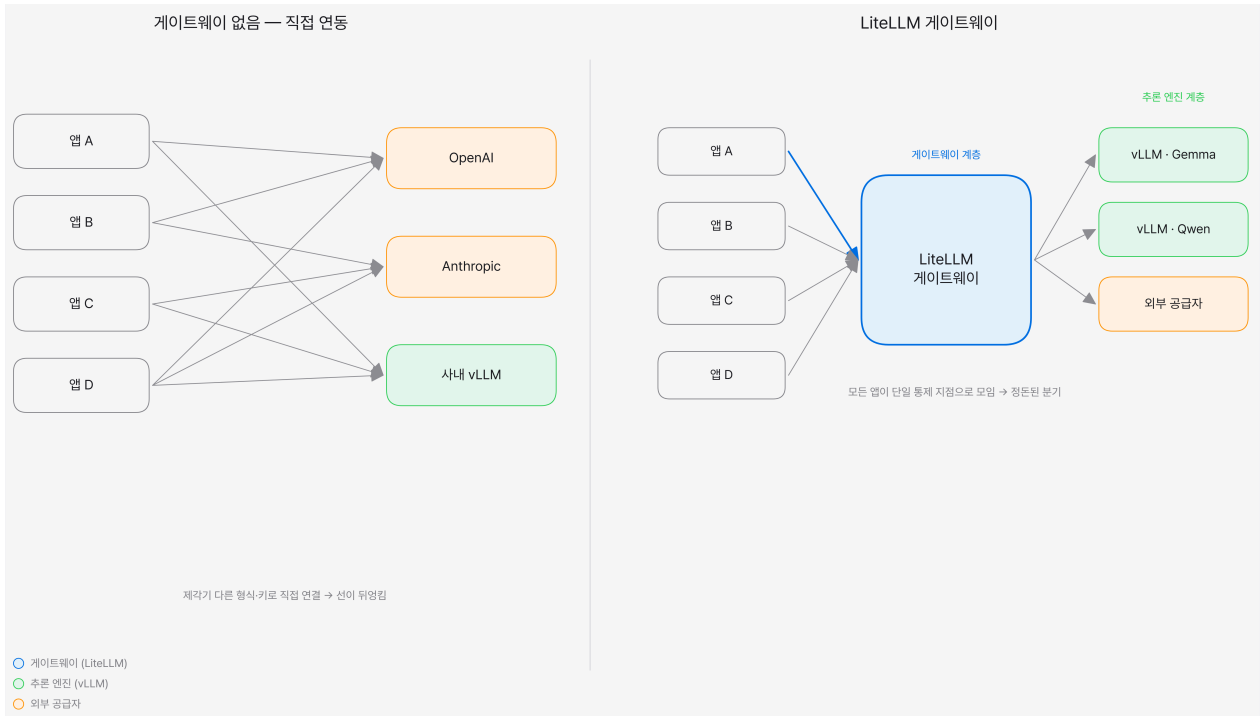 게이트웨이 없음 — 직접 연동
앱 A
앱 B
앱 C
앱 D
OpenAI
Anthropic
사내 vLLM
제각기 다른 형식·키로 직접 연결 → 선이 뒤엉킴
게이트웨이 (LiteLLM)
추론 엔진 (vLLM)
외부 공급자
LiteLLM 게이트웨이
앱 A
앱 B
앱 C
앱 D
게이트웨이 계층
LiteLLM
게이트웨이
추론 엔진 계층
vLLM · Gemma
vLLM · Qwen
외부 공급자
모든 앱이 단일 통제 지점으로 모임 → 정돈된 분기